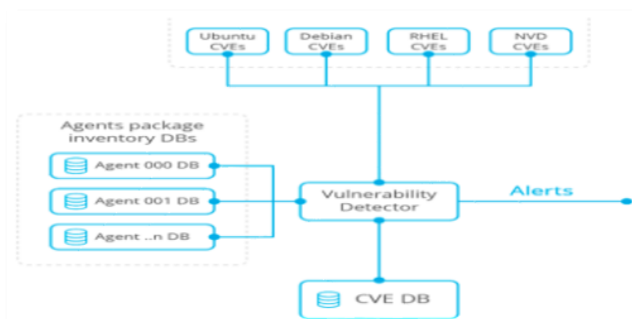 Ubuntu
CVEs
Debian
CVEs
RHEL
CVEs
NVD
CVEs
Agents package
inventory DBs
Agent 000 DB
Agent 001 DB
Agent ..n DB
Vulnerability
Detector
Alerts
CVE DB